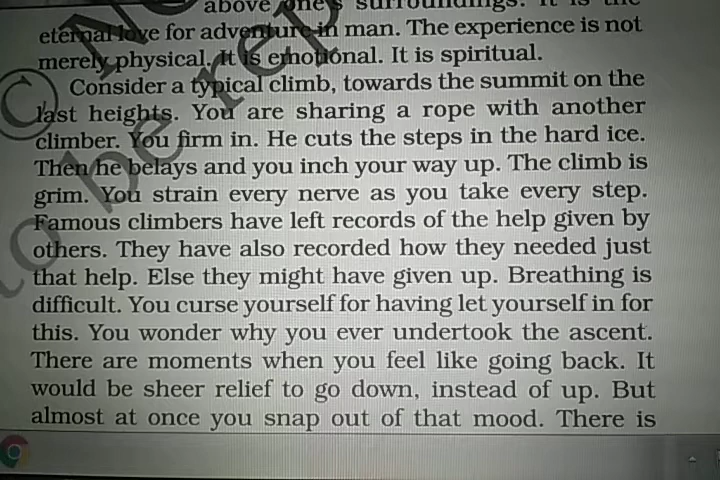 above one's surroundings. It is the
eternal love for adventure in man. The experience is not
merely physical. It is emotional. It is spiritual.
Consider a typical climb, towards the summit on the
last heights. You are sharing a rope with another
climber. You firm in. He cuts the steps in the hard ice.
Then he belays and you inch your way up. The climb is
grim. You strain every nerve as you take every step.
Famous climbers have left records of the help given by
others. They have also recorded how they needed just
that help. Else they might have given up. Breathing is
difficult. You curse yourself for having let yourself in for
this. You wonder why you ever undertook the ascent.
There are moments when you feel like going back. It
would be sheer relief to go down, instead of up. But
almost at once you snap out of that mood. There is